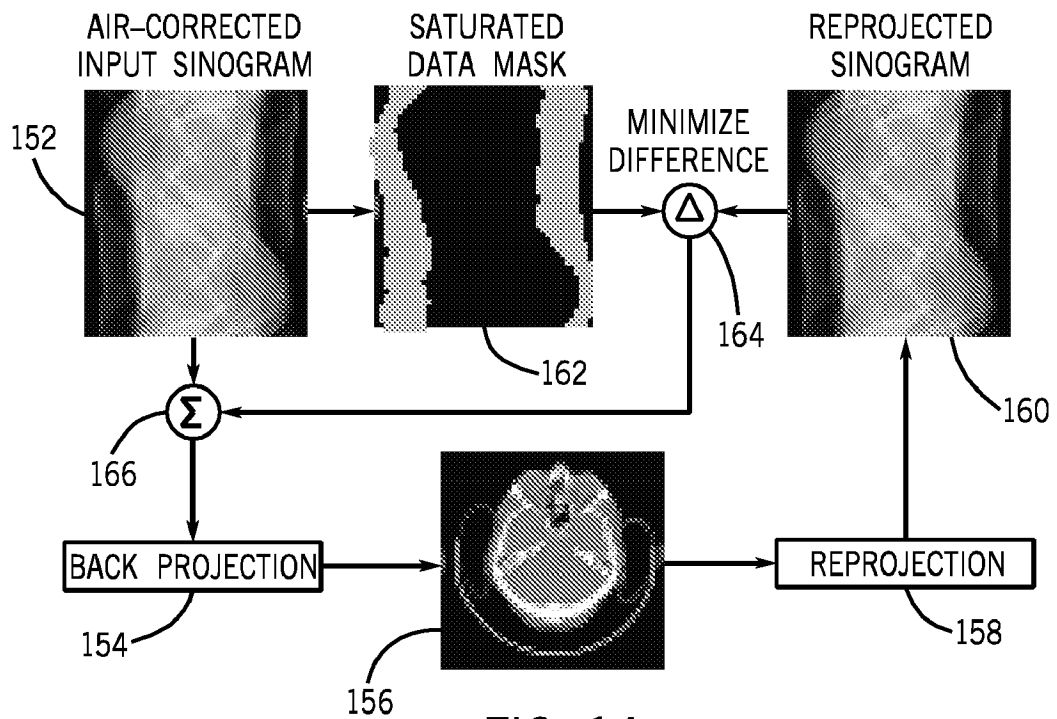 AIR-CORRECTED
INPUT SINOGRAM
SATURATED
DATA MASK
REPROJECTED
SINOGRAM
MINIMIZE
DIFFERENCE
152
Δ
164
162
160
Σ
166
BACK PROJECTION
REPROJECTION
154
158
156